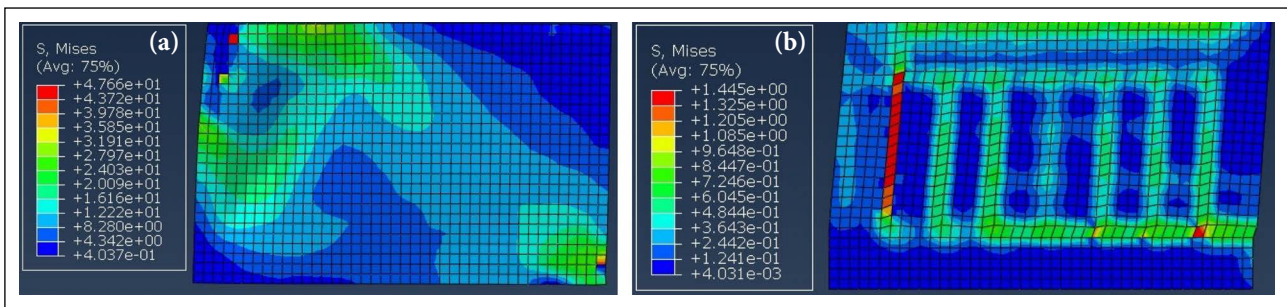 (a)
S, Mises
(Avg: 75%)
+4.766e+01
+4.372e+01
+3.978e+01
+3.585e+01
+3.191e+01
+2.797e+01
+2.403e+01
+2.009e+01
+1.616e+01
+1.222e+01
+8.280e+00
+4.342e+00
+4.037e-01
(b)
S, Mises
(Avg: 75%)
+1.445e+00
+1.325e+00
+1.205e+00
+1.085e+00
+9.648e-01
+8.447e-01
+7.246e-01
+6.045e-01
+4.844e-01
+3.643e-01
+2.442e-01
+1.241e-01
+4.031e-03